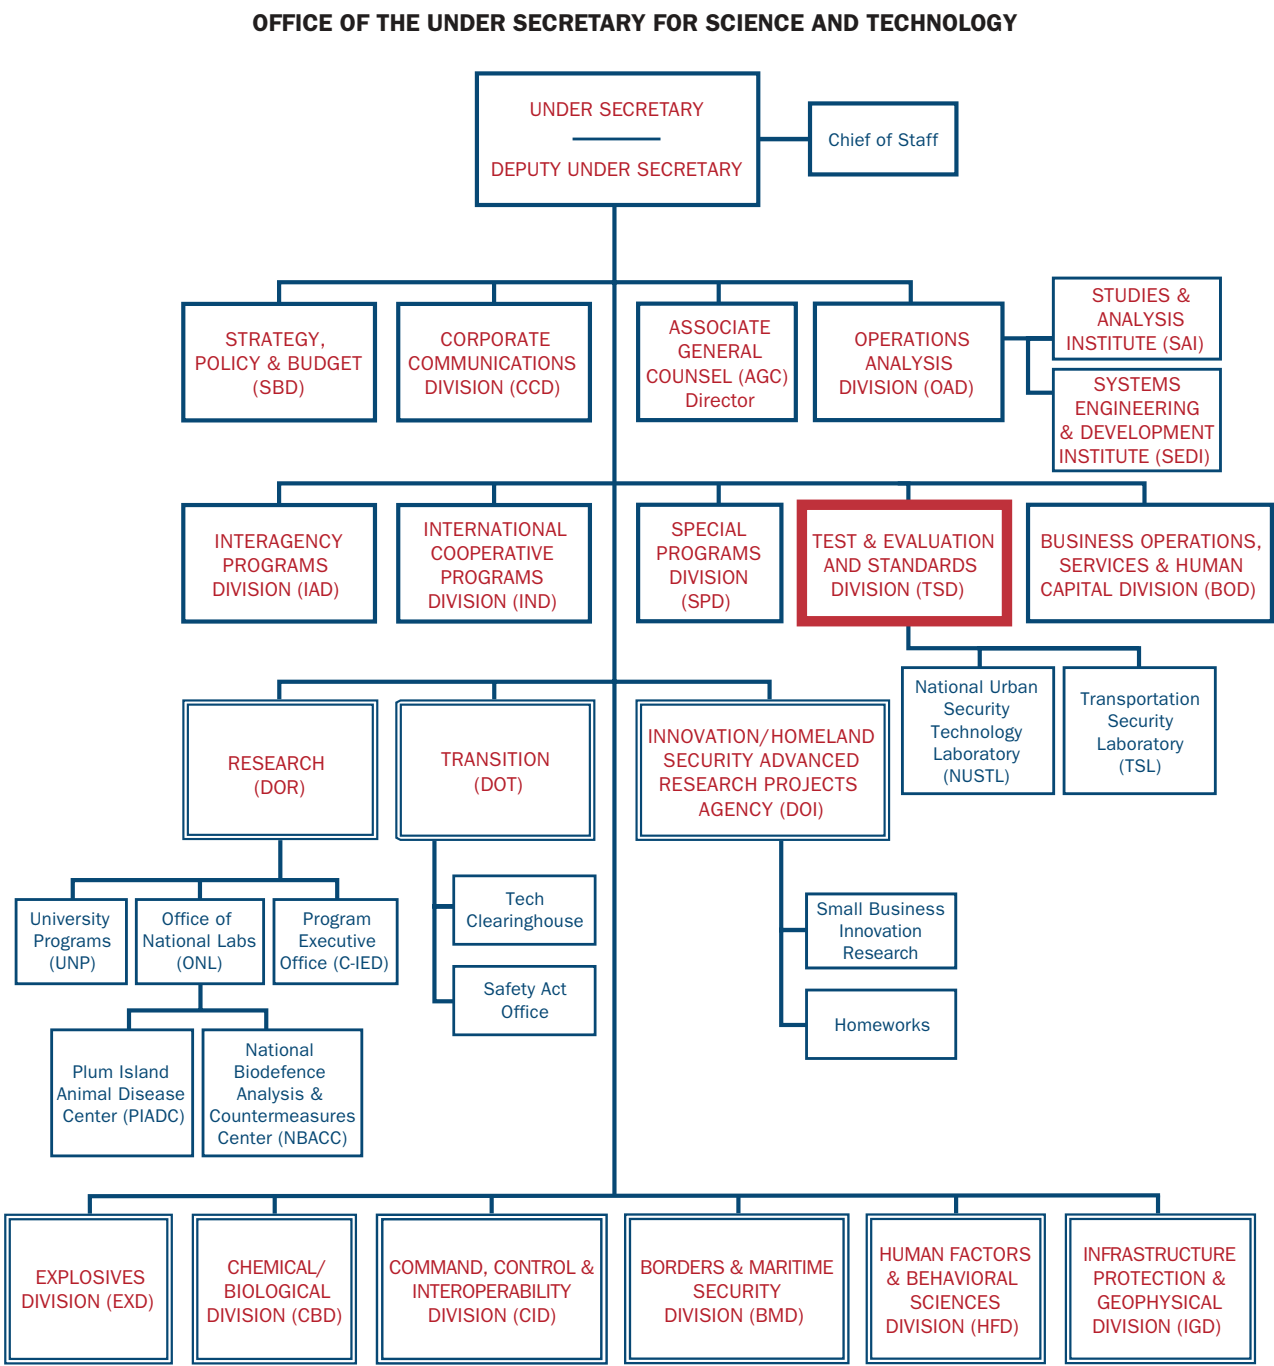 OFFICE OF THE UNDER SECRETARY FOR SCIENCE AND TECHNOLOGY
UNDER SECRETARY
DEPUTY UNDER SECRETARY
Chief of Staff
STRATEGY,
POLICY & BUDGET
(SBD)
CORPORATE
COMMUNICATIONS
DIVISION (CCD)
ASSOCIATE
GENERAL
COUNSEL (AGC)
Director
OPERATIONS
ANALYSIS
DIVISION (OAD)
STUDIES &
ANALYSIS
INSTITUTE (SAI)
SYSTEMS
ENGINEERING
& DEVELOPMENT
INSTITUTE (SEDI)
INTERAGENCY
PROGRAMS
DIVISION (IAD)
INTERNATIONAL
COOPERATIVE
PROGRAMS
DIVISION (IND)
SPECIAL
PROGRAMS
DIVISION
(SPD)
TEST & EVALUATION
AND STANDARDS
DIVISION (TSD)
BUSINESS OPERATIONS,
SERVICES & HUMAN
CAPITAL DIVISION (BOD)
National Urban
Security
Technology
Laboratory
(NUSTL)
Transportation
Security
Laboratory
(TSL)
RESEARCH
(DOR)
TRANSITION
(DOT)
INNOVATION/HOMELAND
SECURITY ADVANCED
RESEARCH PROJECTS
AGENCY (DOI)
University
Programs
(UNP)
Office of
National Labs
(ONL)
Program
Executive
Office (C-IED)
Tech
Clearinghouse
Safety Act
Office
Small Business
Innovation
Research
Homeworks
Plum Island
Animal Disease
Center (PIADC)
National
Biodefence
Analysis &
Countermeasures
Center (NBACC)
EXPLOSIVES
DIVISION (EXD)
CHEMICAL/
BIOLOGICAL
DIVISION (CBD)
COMMAND, CONTROL &
INTEROPERABILITY
DIVISION (CID)
BORDERS & MARITIME
SECURITY
DIVISION (BMD)
HUMAN FACTORS
& BEHAVIORAL
SCIENCES
DIVISION (HFD)
INFRASTRUCTURE
PROTECTION &
GEOPHYSICAL
DIVISION (IGD)